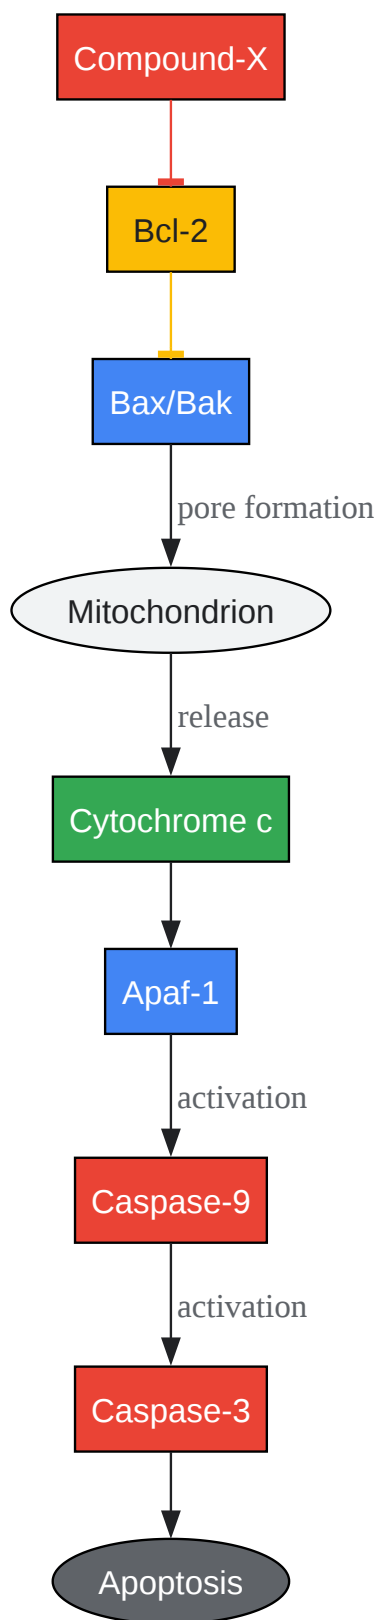 Compound-X
Bcl-2
Bax/Bak
pore formation
Mitochondrion
release
Cytochrome c
Apaf-1
activation
Caspase-9
activation
Caspase-3
Apoptosis